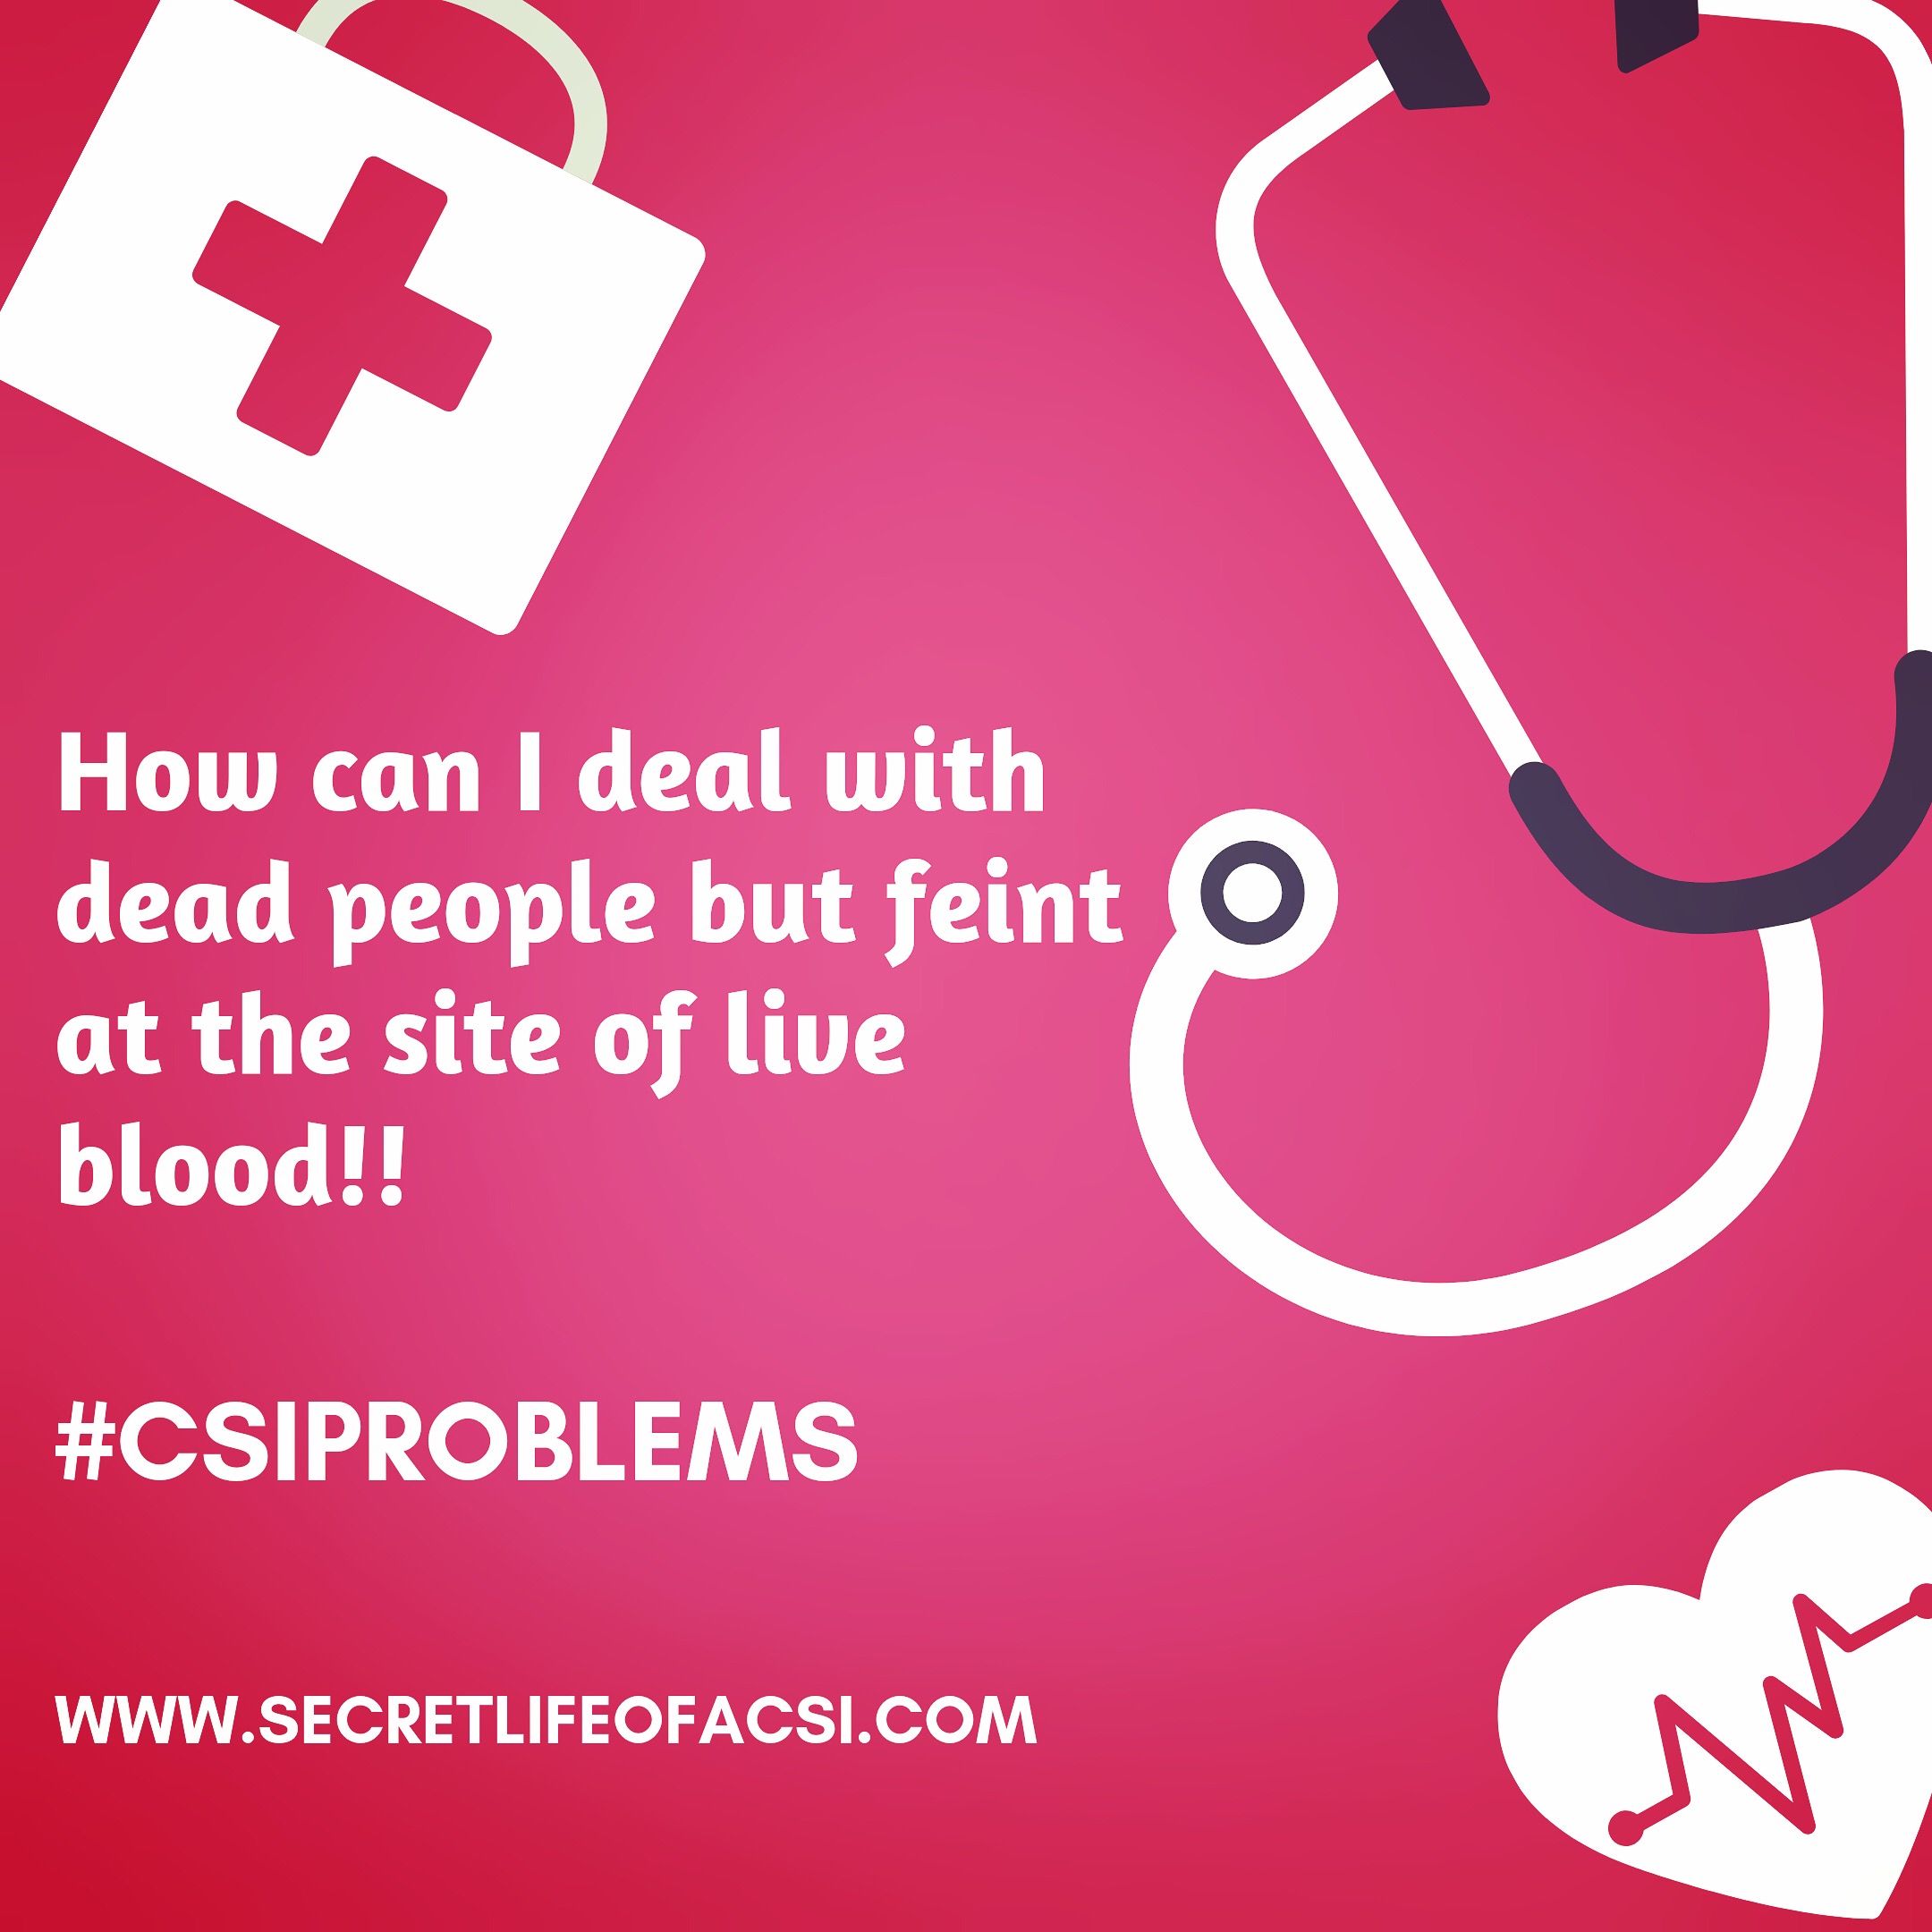 How can I deal with
dead people but feint
at the site of live
blood!!
#CSIPROBLEMS
WWW.SECRETLIFEOFACSI.COM